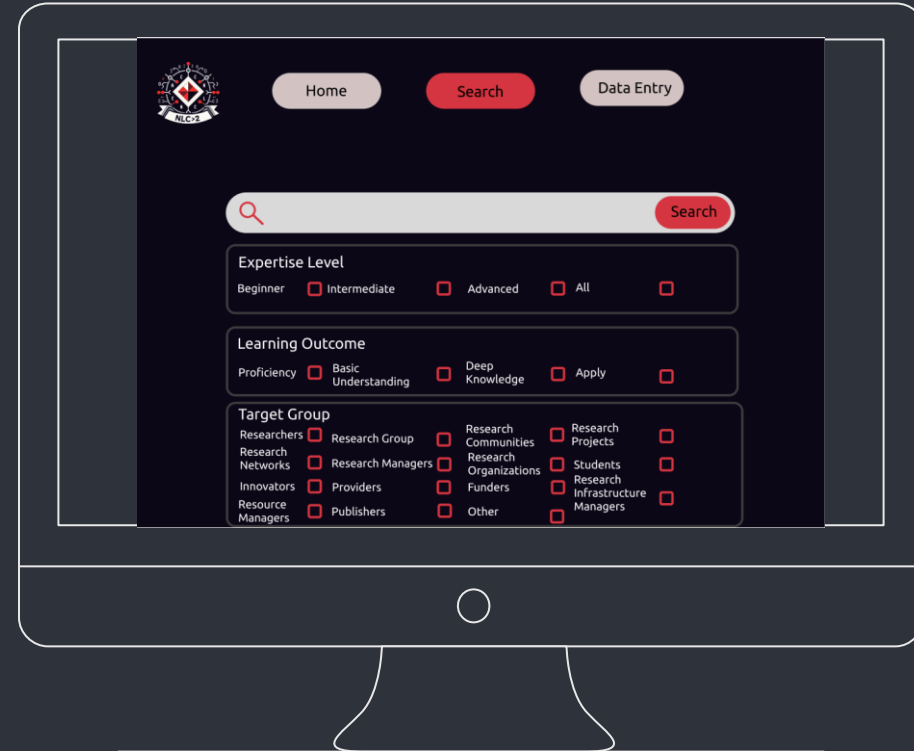 Home
Search
Data Entry
NLC>2
Search
Expertise Level
Beginner
Intermediate
Advanced
All
Learning Outcome
Proficiency
Basic
Understanding
Deep
Knowledge
Apply
Target Group
Researchers
Research Group
Research
Communities
Research
Projects
Research
Networks
Research Managers
Research
Organizations
Students
Innovators
Providers
Funders
Research
Infrastructure
Managers
Resource
Managers
Publishers
Other